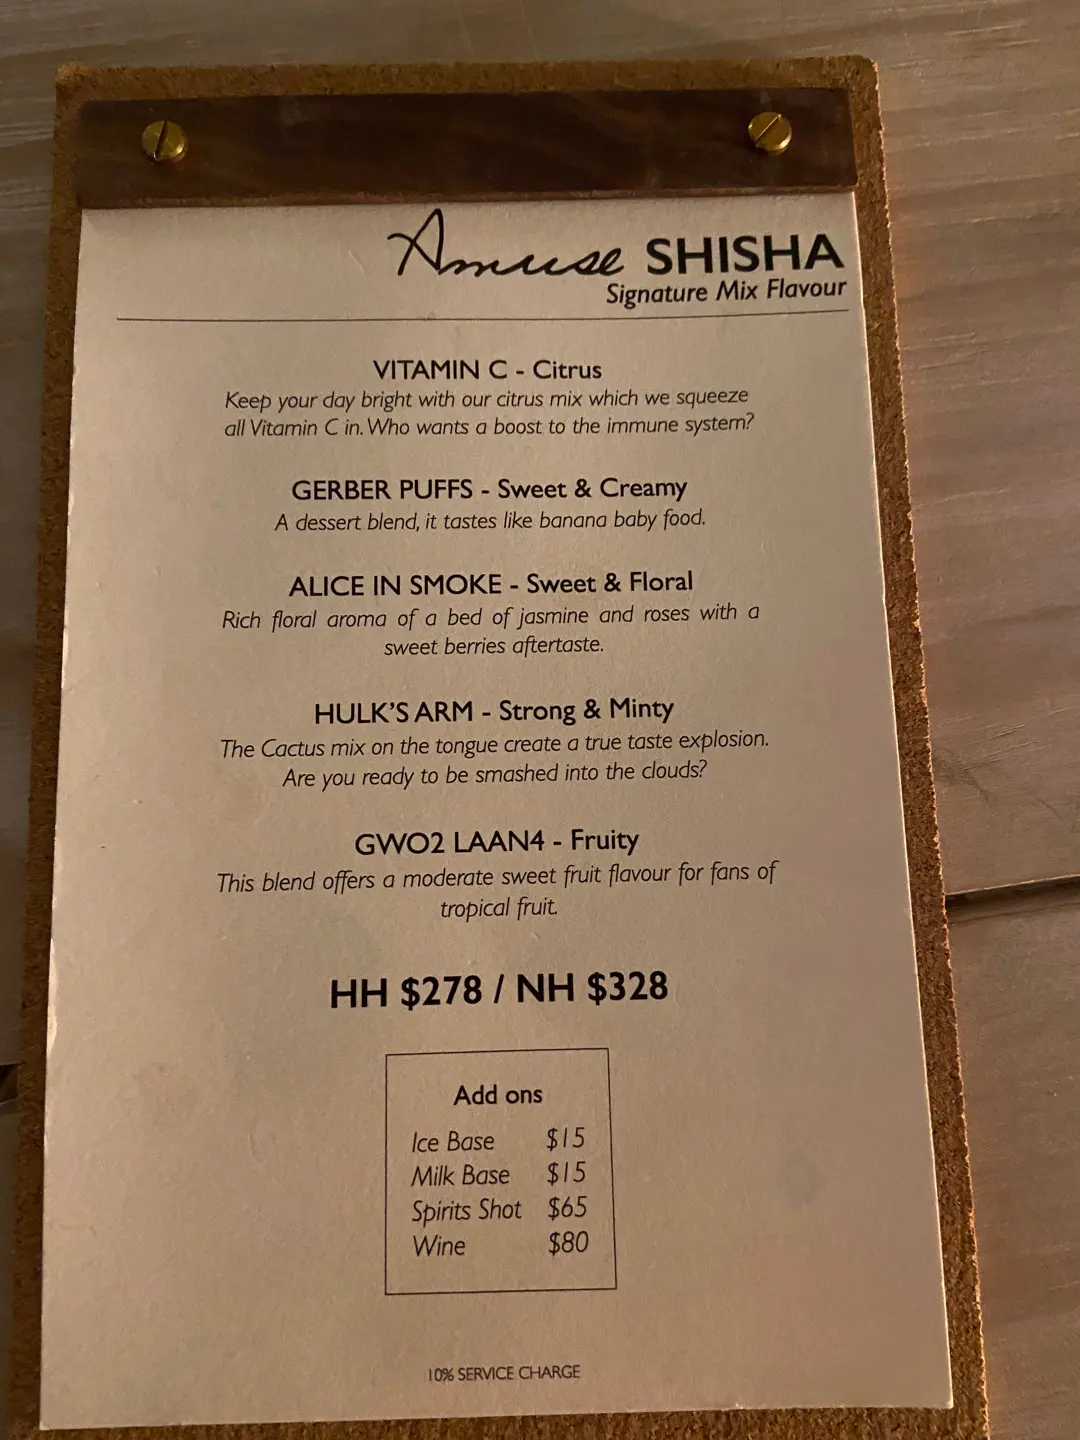 Amuse SHISHA
Signature Mix Flavour
VITAMIN C - Citrus
Keep your day bright with our citrus mix which we squeeze
all Vitamin C in. Who wants a boost to the immune system?
GERBER PUFFS - Sweet & Creamy
A dessert blend, it tastes like banana baby food.
ALICE IN SMOKE - Sweet & Floral
Rich floral aroma of a bed of jasmine and roses with a
sweet berries aftertaste.
HULK'S ARM - Strong & Minty
The Cactus mix on the tongue create a true taste explosion.
Are you ready to be smashed into the clouds?
GWO2 LAAN4 - Fruity
This blend offers a moderate sweet fruit flavour for fans of
tropical fruit.
HH $278 / NH $328
Add ons
Ice Base $15
Milk Base $15
Spirits Shot $65
Wine $80
10% SERVICE CHARGE